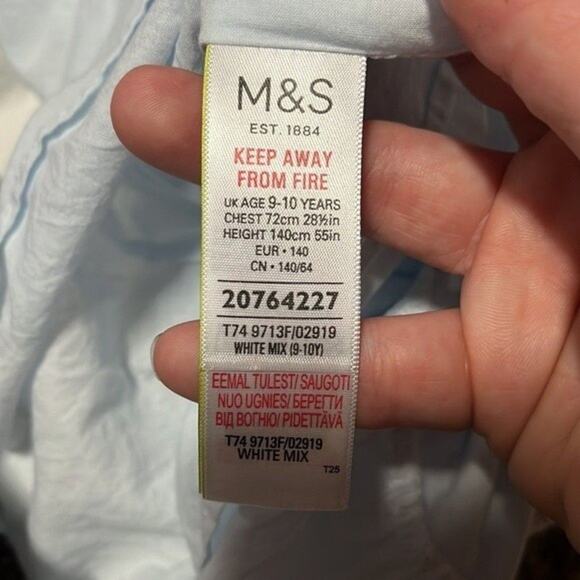 M&S
EST. 1884
KEEP AWAY
FROM FIRE
UK AGE 9-10 YEARS
CHEST 72cm 28½in
HEIGHT 140cm 55in
EUR • 140
CN • 140/64
20764227
T74 9713F/02919
WHITE MIX (9-10Y)
EEMAL TULEST/ SAUGOTI
NUO UGNIES/ БЕРЕГТИ
ВІД ВОГНЮ/ PIDETTÄVÄ
T74 9713F/02919
WHITE MIX
T25